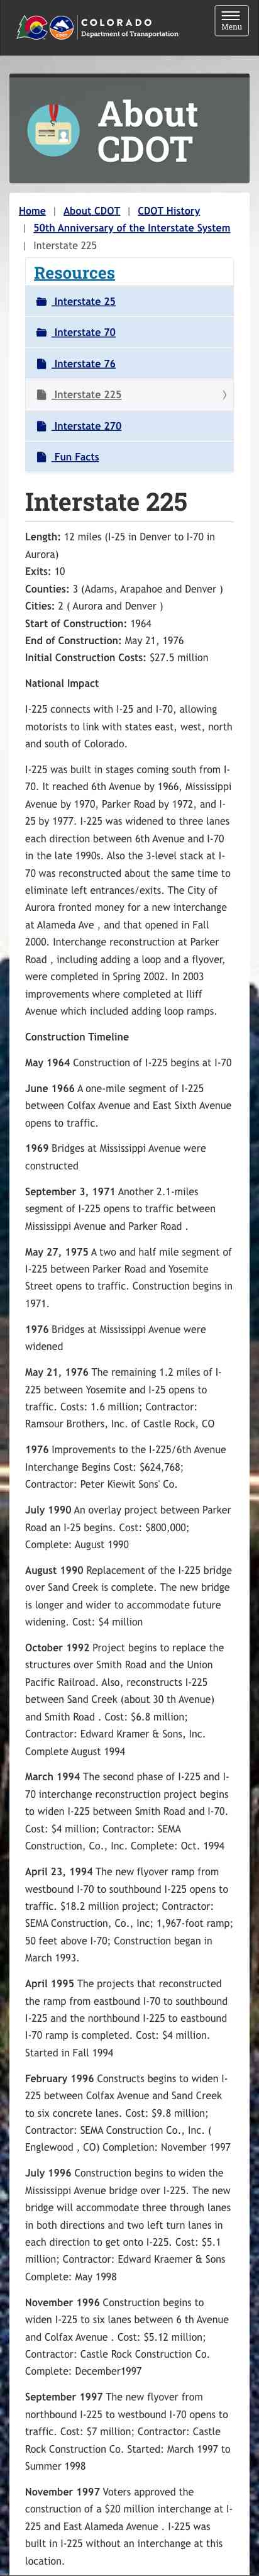 COLORADO
Department of Transportation
Menu
About
CDOT
Home | About CDOT | CDOT History
| 50th Anniversary of the Interstate System
| Interstate 225
Resources
Interstate 25
Interstate 70
Interstate 76
Interstate 225
Interstate 270
Fun Facts
Interstate 225
Length: 12 miles (I-25 in Denver to I-70 in
Aurora)
Exits: 10
Counties: 3 (Adams, Arapahoe and Denver )
Cities: 2 ( Aurora and Denver )
Start of Construction: 1964
End of Construction: May 21, 1976
Initial Construction Costs: $27.5 million
National Impact
I-225 connects with I-25 and I-70, allowing
motorists to link with states east, west, north
and south of Colorado.
I-225 was built in stages coming south from I-
70. It reached 6th Avenue by 1966, Mississippi
Avenue by 1970, Parker Road by 1972, and I-
25 by 1977. I-225 was widened to three lanes
each direction between 6th Avenue and I-70
in the late 1990s. Also the 3-level stack at I-
70 was reconstructed about the same time to
eliminate left entrances/exits. The City of
Aurora fronted money for a new interchange
at Alameda Ave , and that opened in Fall
2000. Interchange reconstruction at Parker
Road , including adding a loop and a flyover,
were completed in Spring 2002. In 2003
improvements where completed at Iliff
Avenue which included adding loop ramps.
Construction Timeline
May 1964 Construction of I-225 begins at I-70
June 1966 A one-mile segment of I-225
between Colfax Avenue and East Sixth Avenue
opens to traffic.
1969 Bridges at Mississippi Avenue were
constructed
September 3, 1971 Another 2.1-miles
segment of I-225 opens to traffic between
Mississippi Avenue and Parker Road .
May 27, 1975 A two and half mile segment of
I-225 between Parker Road and Yosemite
Street opens to traffic. Construction begins in
1971.
1976 Bridges at Mississippi Avenue were
widened
May 21, 1976 The remaining 1.2 miles of I-
225 between Yosemite and I-25 opens to
traffic. Costs: 1.6 million; Contractor:
Ramsour Brothers, Inc. of Castle Rock, CO
1976 Improvements to the I-225/6th Avenue
Interchange Begins Cost: $624,768;
Contractor: Peter Kiewit Sons' Co.
July 1990 An overlay project between Parker
Road an I-25 begins. Cost: $800,000;
Complete: August 1990
August 1990 Replacement of the I-225 bridge
over Sand Creek is complete. The new bridge
is longer and wider to accommodate future
widening. Cost: $4 million
October 1992 Project begins to replace the
structures over Smith Road and the Union
Pacific Railroad. Also, reconstructs I-225
between Sand Creek (about 30 th Avenue)
and Smith Road . Cost: $6.8 million;
Contractor: Edward Kramer & Sons, Inc.
Complete August 1994
March 1994 The second phase of I-225 and I-
70 interchange reconstruction project begins
to widen I-225 between Smith Road and I-70.
Cost: $4 million; Contractor: SEMA
Construction, Co., Inc. Complete: Oct. 1994
April 23, 1994 The new flyover ramp from
westbound I-70 to southbound I-225 opens to
traffic. $18.2 million project; Contractor:
SEMA Construction, Co., Inc; 1,967-foot ramp;
50 feet above I-70; Construction began in
March 1993.
April 1995 The projects that reconstructed
the ramp from eastbound I-70 to southbound
I-225 and the northbound I-225 to eastbound
I-70 ramp is completed. Cost: $4 million.
Started in Fall 1994
February 1996 Constructs begins to widen I-
225 between Colfax Avenue and Sand Creek
to six concrete lanes. Cost: $9.8 million;
Contractor: SEMA Construction Co., Inc. (
Englewood , CO) Completion: November 1997
July 1996 Construction begins to widen the
Mississippi Avenue bridge over I-225. The new
bridge will accommodate three through lanes
in both directions and two left turn lanes in
each direction to get onto I-225. Cost: $5.1
million; Contractor: Edward Kraemer & Sons
Complete: May 1998
November 1996 Construction begins to
widen I-225 to six lanes between 6 th Avenue
and Colfax Avenue . Cost: $5.12 million;
Contractor: Castle Rock Construction Co.
Complete: December1997
September 1997 The new flyover from
northbound I-225 to westbound I-70 opens to
traffic. Cost: $7 million; Contractor: Castle
Rock Construction Co. Started: March 1997 to
Summer 1998
November 1997 Voters approved the
construction of a $20 million interchange at I-
225 and East Alameda Avenue . I-225 was
built in I-225 without an interchange at this
location.